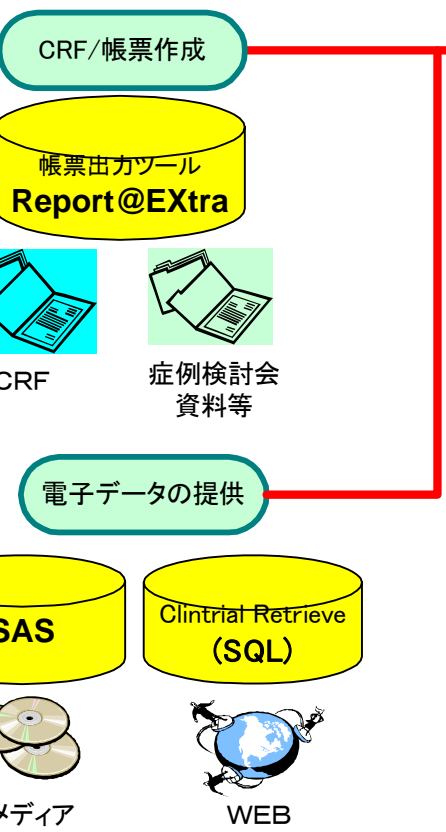 CRF/帳票作成
帳票出力ツール
Report@EXtra
CRF
症例検討会
資料等
電子データの提供
SAS
Clintrial Retrieve
(SQL)
メディア
WEB